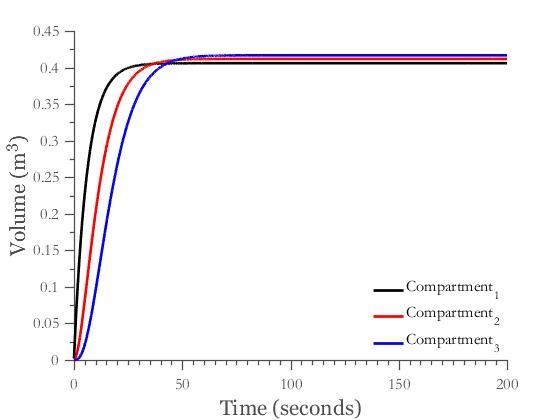 0.45
0.4
0.35
0.3
0.25
0.2
0.15
0.1
0.05
0
Volume (m³)
0 50 100 150 200
Time (seconds)
Compartment₁
Compartment₂
Compartment₃